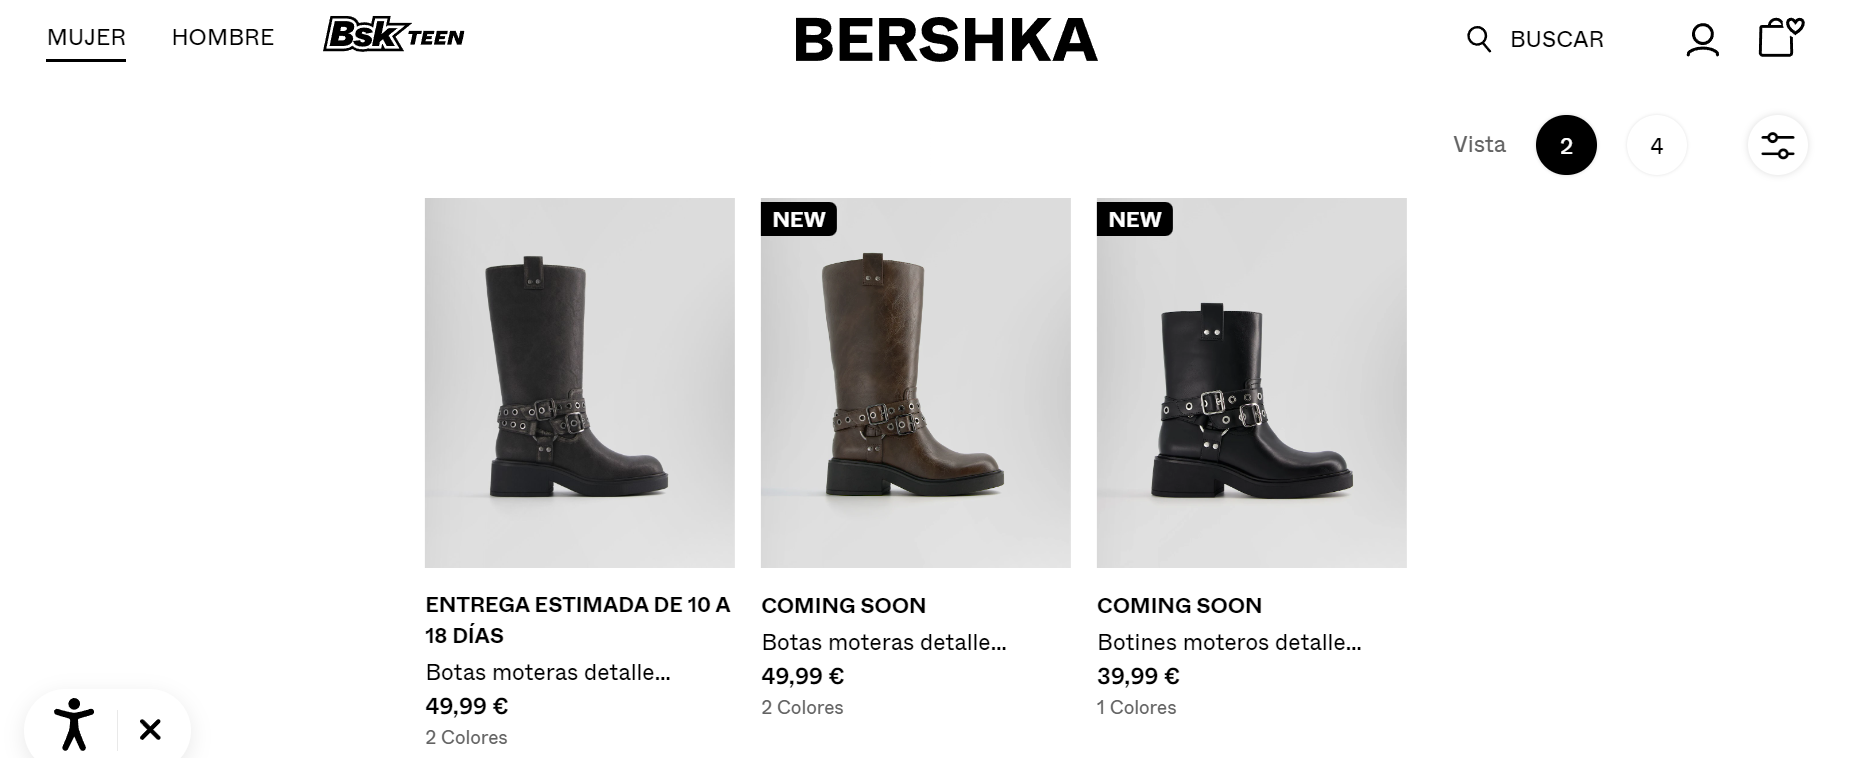 MUJER HOMBRE Bsk TEEN BERSHKA BUSCAR
Vista 2 4
NEW NEW
ENTREGA ESTIMADA DE 10 A
18 DÍAS
Botas moteras detalle...
49,99 €
2 Colores
COMING SOON
Botas moteras detalle...
49,99 €
2 Colores
COMING SOON
Botines moteros detalle...
39,99 €
1 Colores